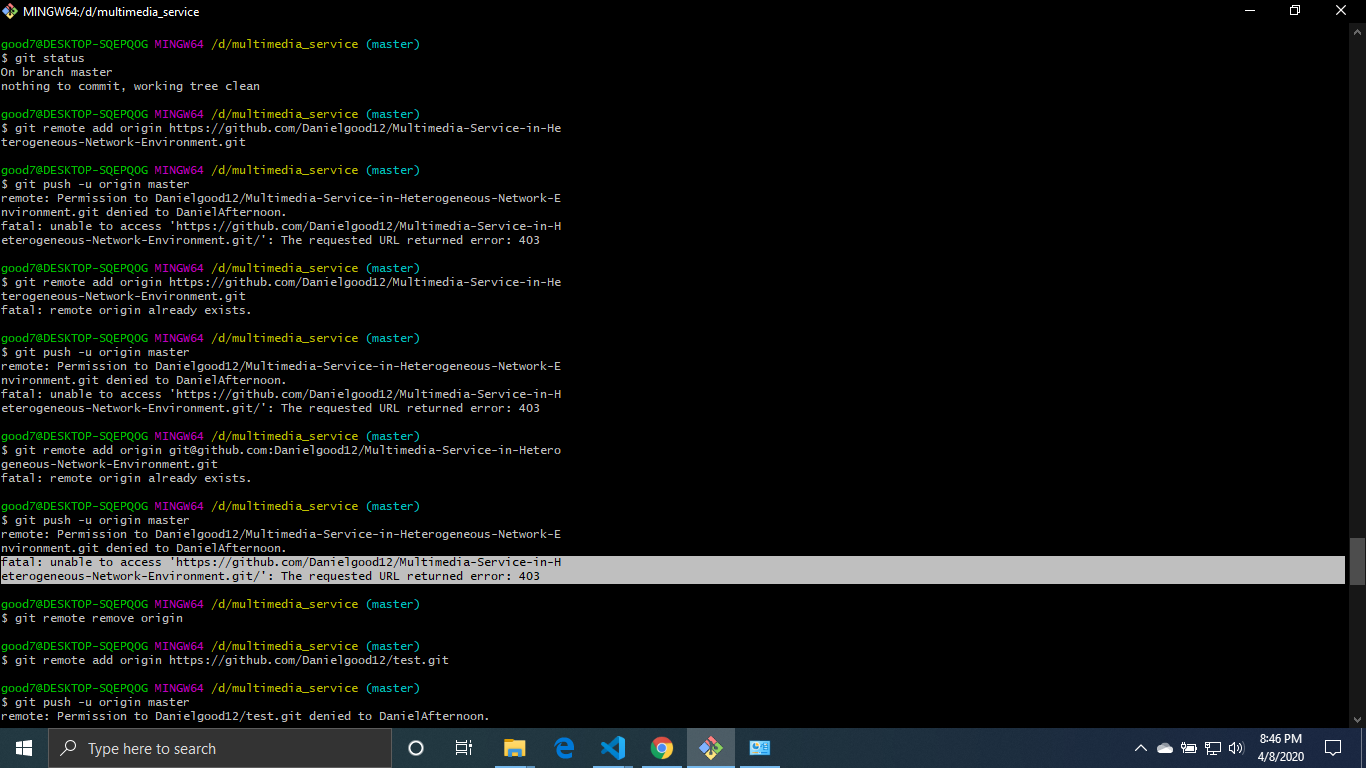 MINGW64:/d/multimedia_service
good7@DESKTOP-SQEPQOG MINGW64 /d/multimedia_service (master)
$ git status
On branch master
nothing to commit, working tree clean
good7@DESKTOP-SQEPQOG MINGW64 /d/multimedia_service (master)
$ git remote add origin https://github.com/Danielgood12/Multimedia-Service-in-He
terogeneous-Network-Environment.git
good7@DESKTOP-SQEPQOG MINGW64 /d/multimedia_service (master)
$ git push -u origin master
remote: Permission to Danielgood12/Multimedia-Service-in-Heterogeneous-Network-E
nvironment.git denied to DanielAfternoon.
fatal: unable to access 'https://github.com/Danielgood12/Multimedia-Service-in-H
eterogeneous-Network-Environment.git/': The requested URL returned error: 403
good7@DESKTOP-SQEPQOG MINGW64 /d/multimedia_service (master)
$ git remote add origin https://github.com/Danielgood12/Multimedia-Service-in-He
terogeneous-Network-Environment.git
fatal: remote origin already exists.
good7@DESKTOP-SQEPQOG MINGW64 /d/multimedia_service (master)
$ git push -u origin master
remote: Permission to Danielgood12/Multimedia-Service-in-Heterogeneous-Network-E
nvironment.git denied to DanielAfternoon.
fatal: unable to access 'https://github.com/Danielgood12/Multimedia-Service-in-H
eterogeneous-Network-Environment.git/': The requested URL returned error: 403
good7@DESKTOP-SQEPQOG MINGW64 /d/multimedia_service (master)
$ git remote add origin git@github.com:Danielgood12/Multimedia-Service-in-Hetero
geneous-Network-Environment.git
fatal: remote origin already exists.
good7@DESKTOP-SQEPQOG MINGW64 /d/multimedia_service (master)
$ git push -u origin master
remote: Permission to Danielgood12/Multimedia-Service-in-Heterogeneous-Network-E
nvironment.git denied to DanielAfternoon.
fatal: unable to access 'https://github.com/Danielgood12/Multimedia-Service-in-H
eterogeneous-Network-Environment.git/': The requested URL returned error: 403
good7@DESKTOP-SQEPQOG MINGW64 /d/multimedia_service (master)
$ git remote remove origin
good7@DESKTOP-SQEPQOG MINGW64 /d/multimedia_service (master)
$ git remote add origin https://github.com/Danielgood12/test.git
good7@DESKTOP-SQEPQOG MINGW64 /d/multimedia_service (master)
$ git push -u origin master
remote: Permission to Danielgood12/test.git denied to DanielAfternoon.
Type here to search
8:46 PM
4/8/2020